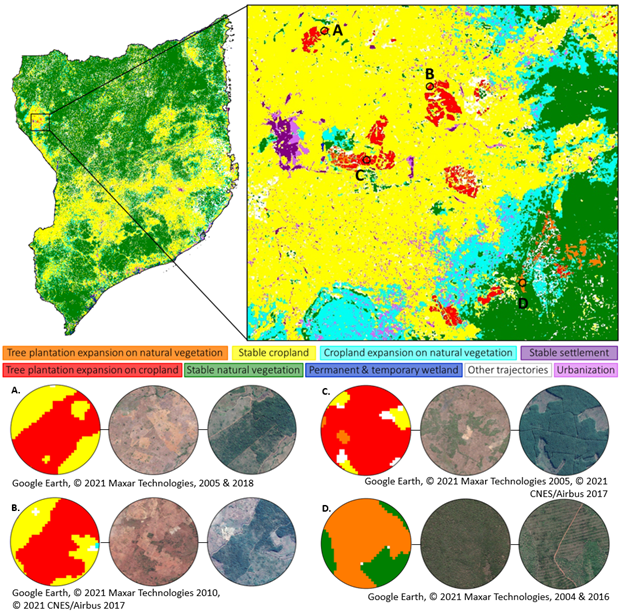 A
B
C
D
Tree plantation expansion on natural vegetation Stable cropland Cropland expansion on natural vegetation Stable settlement
Tree plantation expansion on cropland Stable natural vegetation Permanent & temporary wetland Other trajectories Urbanization
A.
Google Earth, © 2021 Maxar Technologies, 2005 & 2018
C.
Google Earth, © 2021 Maxar Technologies 2005, © 2021
CNES/Airbus 2017
B.
Google Earth, © 2021 Maxar Technologies 2010,
© 2021 CNES/Airbus 2017
D.
Google Earth, © 2021 Maxar Technologies, 2004 & 2016